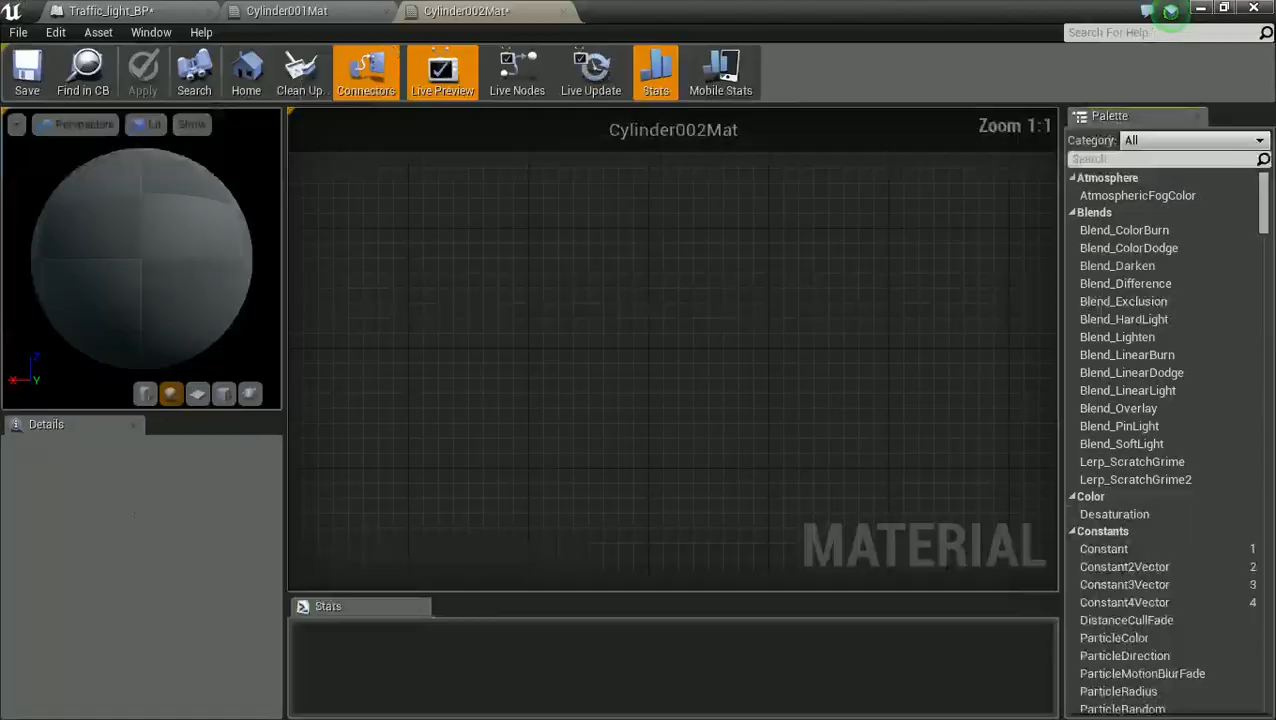 Traffic_light_BP*
Cylinder001Mat
Cylinder002Mat*
File
Edit
Asset
Window
Help
Search For Help
Save
Find in CB
Apply
Search
Home
Clean Up
Connectors
Live Preview
Live Nodes
Live Update
Stats
Mobile Stats
Perspective
Lit
Show
Cylinder002Mat
Zoom 1:1
Palette
Category:
All
Search
Atmosphere
AtmosphericFogColor
Blends
Blend_ColorBurn
Blend_ColorDodge
Blend_Darken
Blend_Difference
Blend_Exclusion
Blend_HardLight
Blend_Lighten
Blend_LinearBurn
Blend_LinearDodge
Blend_LinearLight
Blend_Overlay
Blend_PinLight
Blend_SoftLight
Lerp_ScratchGrime
Lerp_ScratchGrime2
Color
Desaturation
Constants
Constant 1
Constant2Vector 2
Constant3Vector 3
Constant4Vector 4
DistanceCullFade
ParticleColor
ParticleDirection
ParticleMotionBlurFade
ParticleRadius
ParticleRandom
Z
X
Y
Details
MATERIAL
Stats